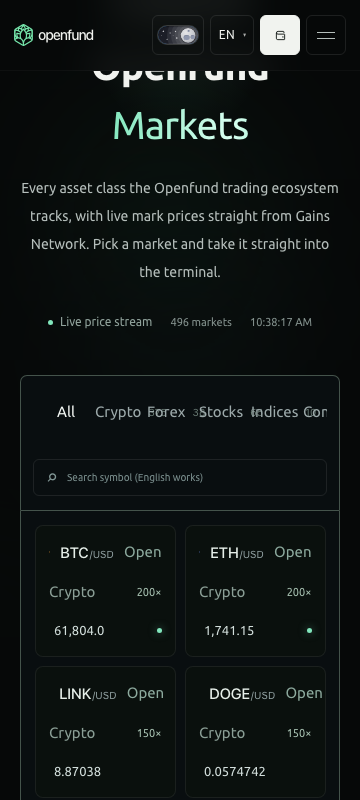 openfund
EN
Openfund
Markets
Every asset class the Openfund trading ecosystem
tracks, with live mark prices straight from Gains
Network. Pick a market and take it straight into
the terminal.
Live price stream 496 markets 10:38:17 AM
All Crypto Forex Stocks Indices
Search symbol (English works)
BTC/USD Open
Crypto 200×
61,804.0
ETH/USD Open
Crypto 200×
1,741.15
LINK/USD Open
Crypto 150×
8.87038
DOGE/USD Open
Crypto 150×
0.0574742